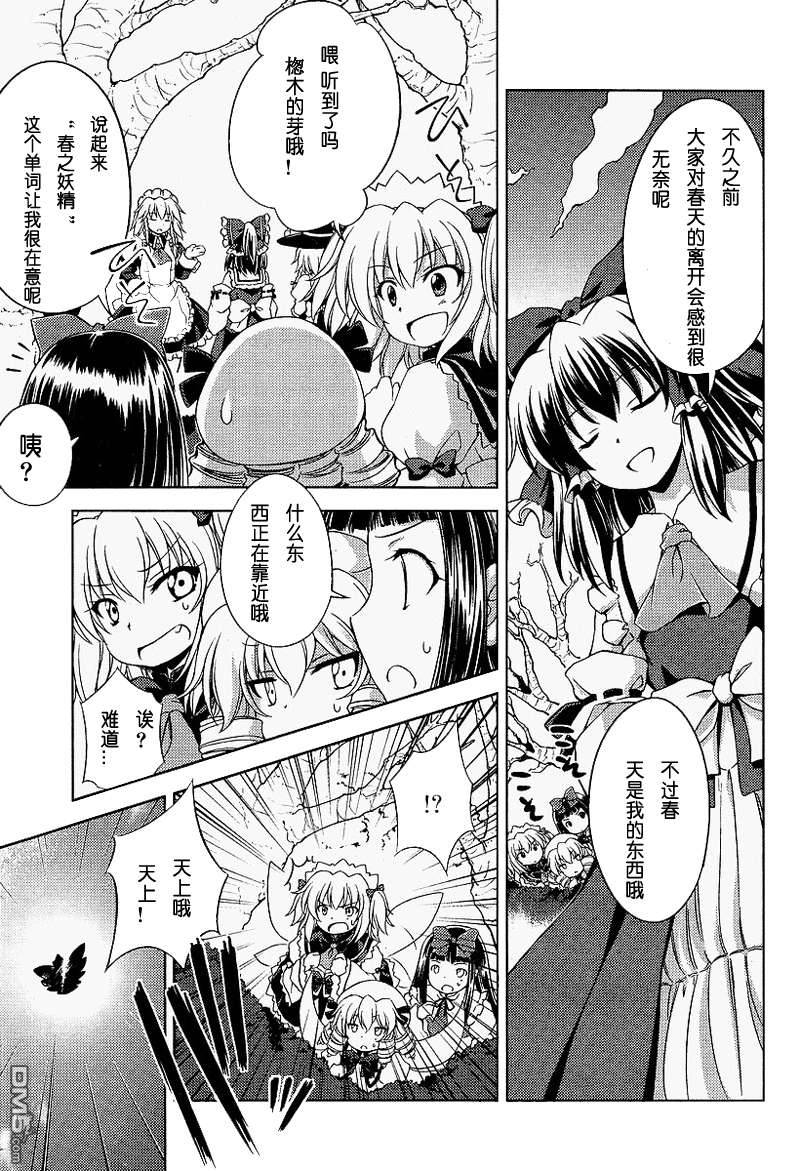 不久之前
大家对春
天的离开
会感到很
无奈呢
不过春
天是我的东西哦
喂 听到了吗
楤木的芽哦！
说起来
“春之妖精”
这个单词让我很在意呢
咦？
什么东
西正在靠近哦
诶？
难道…
!?
天上哦
天上！
DM5.com